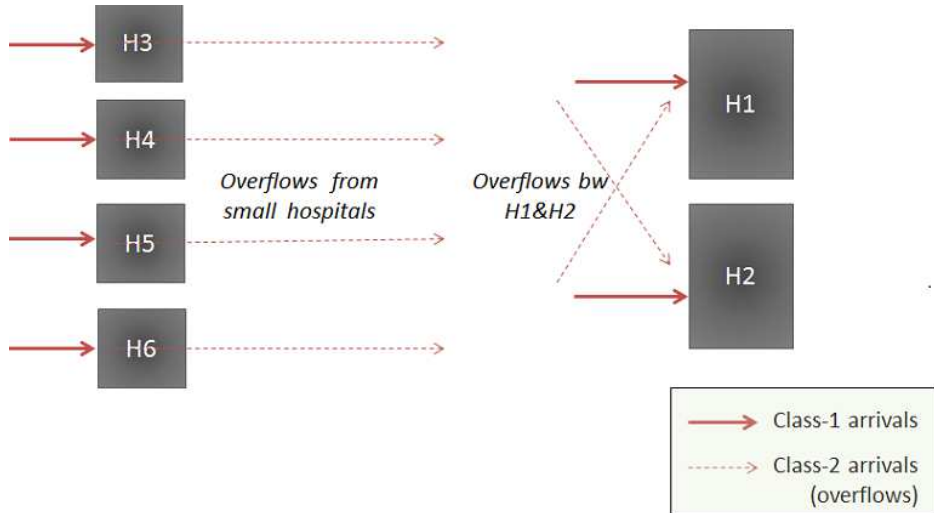 H3
H4
H5
H6
Overflows from
small hospitals
Overflows bw
H1&H2
H1
H2
Class-1 arrivals
Class-2 arrivals
(overflows)